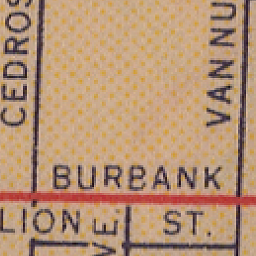 CEDROS
VAN NU
BURBANK
LION
VE.
ST.